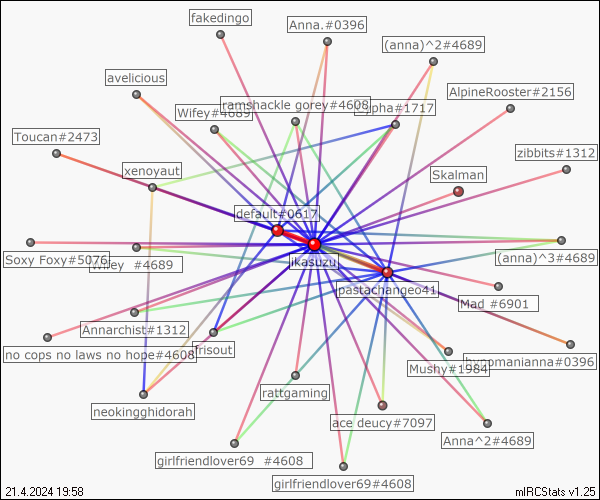 fakedingo
Anna.#0396
(anna)^2#4689
avelicious
AlpineRooster#2156
ramshackle gorey#4608
Wifey#4689
#1717
Toucan#2473
zibbits#1312
xenoyaut
Skalman
default#0617
Soxy Foxy#5076
Wifey #4689
ikasuzu
(anna)^3#4689
pastachangeo41
Mad #6901
Annarchist#1312
no cops no laws no hope#4608
frisout
Mushy#1984
#0396
rattgaming
neokingghidorah
ace deucy#7097
Anna^2#4689
girlfriendlover69 #4608
girlfriendlover69#4608
21.4.2024 19:58
mIRCStats v1.25